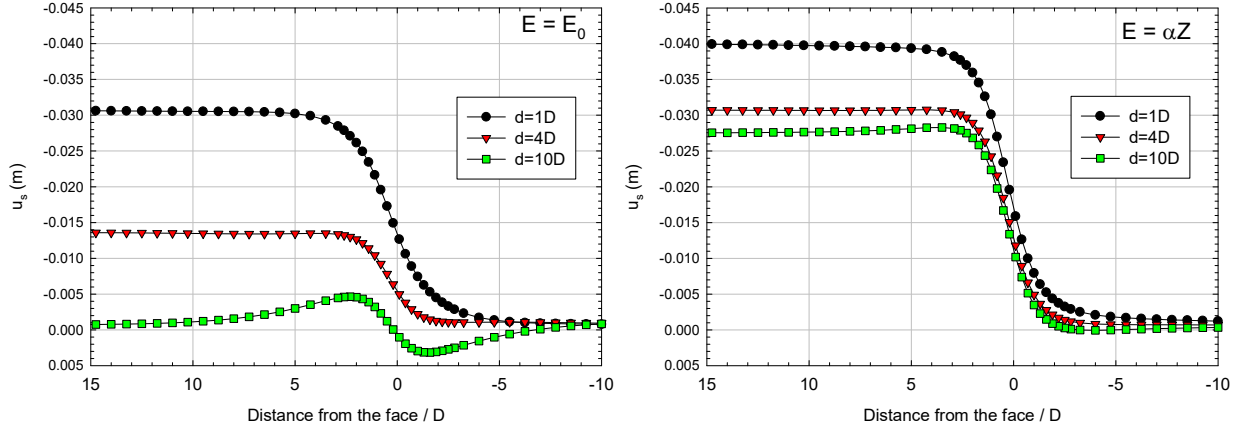 -0.045
-0.040
-0.035
-0.030
-0.025
-0.020
-0.015
-0.010
-0.005
0.000
0.005
u_s (m)
E = E_0
d=1D
d=4D
d=10D
15 10 5 0 -5 -10
Distance from the face / D
-0.045
-0.040
-0.035
-0.030
-0.025
-0.020
-0.015
-0.010
-0.005
0.000
0.005
u_s (m)
E = αZ
d=1D
d=4D
d=10D
15 10 5 0 -5 -10
Distance from the face / D